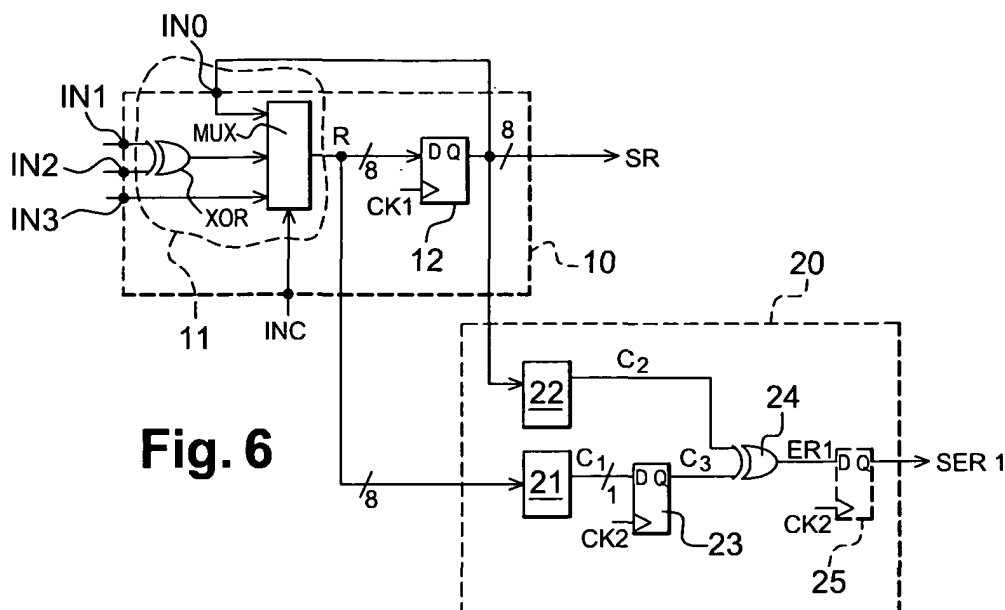 IN0
IN1
MUX
R
8
D Q
8
SR
IN2
CK1
XOR
IN3
12
10
11
INC
20
22
C2
24
Fig. 6
21
C1
1
D Q
C3
ER1
D Q
SER 1
8
CK2
23
CK2
25